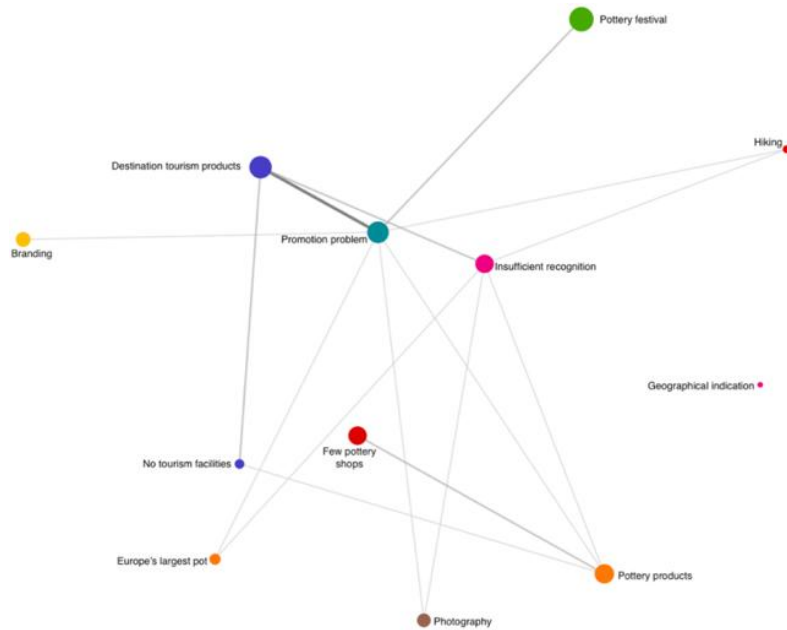 Pottery festival
Hiking
Destination tourism products
Promotion problem
Branding
Insufficient recognition
Geographical indication
Few pottery
shops
No tourism facilities
Europe's largest pot
Pottery products
Photography